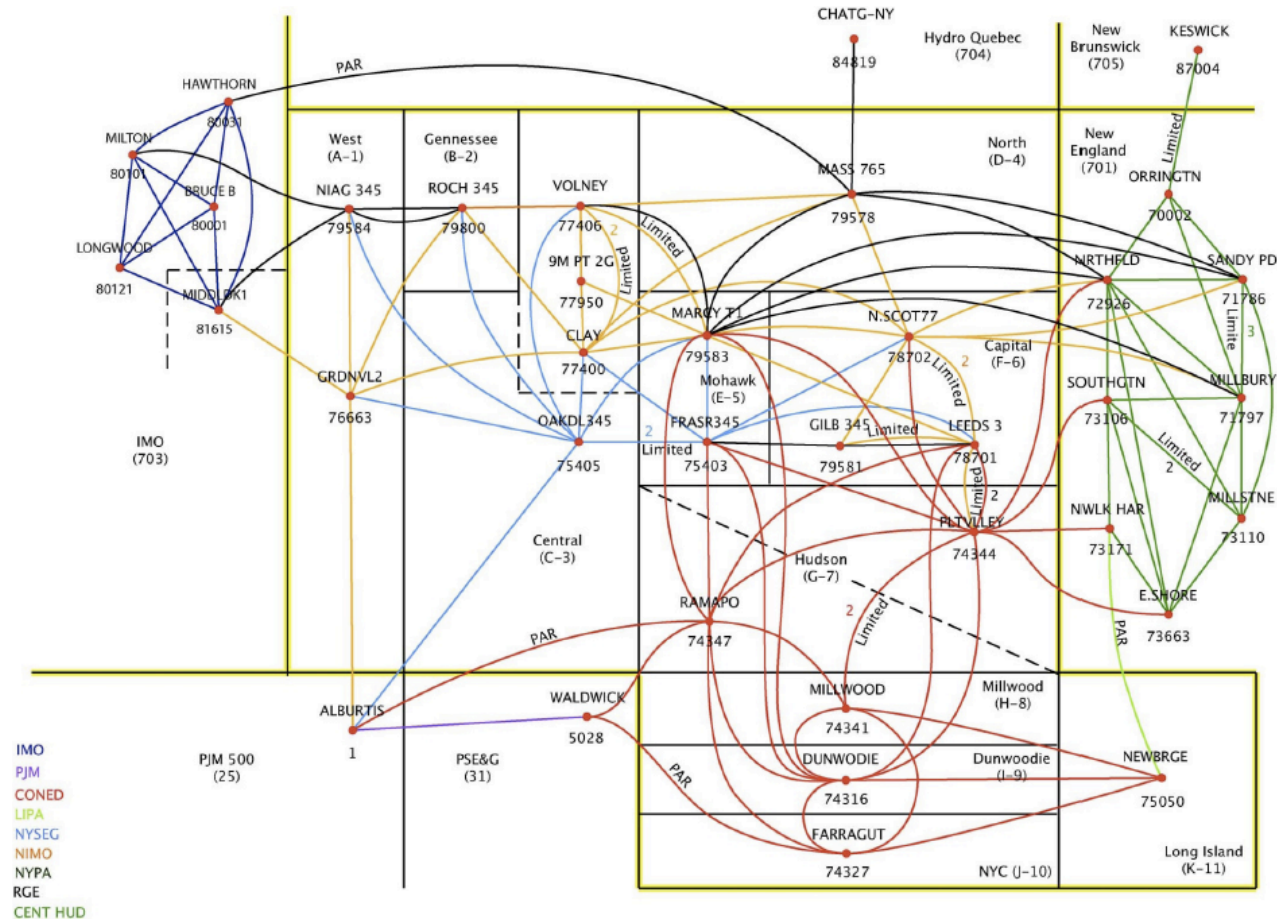 CHATG-NY
84819
Hydro Quebec
(704)
New
Brunswick
(705)
KESWICK
87004
PAR
HAWTHORN
80031
MILTON
80101
BRUCE B
80001
LONGWOOD
80121
MIDDLDK1
81615
West
(A-1)
Gennessee
(B-2)
North
(D-4)
New
England
(701)
Limited
NIAG 345
79584
ROCH 345
79800
VOLNEY
77406
2
Limited
Limited
MASS 765
79578
ORRINGTN
70002
9M PT 2G
77950
NRTHFLD
72926
SANDY PD
71786
CLAY
77400
MARCY T1
79583
N.SCOT77
78702
Capital
(F-6)
2
Limited
Limite
3
GRDNVL2
76663
Mohawk
(E-5)
SOUTHGTN
73106
MILLBURY
71797
IMO
(703)
OAKDL345
75405
2
Limited
FRASR345
75403
GILB 345
79581
Limited
LEEDS 3
78701
Limited
2
Limited
2
MILLSTNE
73110
Central
(C-3)
PLTVLLEY
74344
NWLK HAR
73171
Hudson
(G-7)
E.SHORE
73663
RAMAPO
74347
2
Limited
PAR
PAR
ALBURTIS
1
WALDWICK
5028
MILLWOOD
74341
Millwood
(H-8)
PJM 500
(25)
PSE&G
(31)
PAR
DUNWODIE
74316
Dunwoodie
(I-9)
NEWBRGE
75050
FARRAGUT
74327
NYC (J-10)
Long Island
(K-11)
IMO
PJM
CONED
LIPA
NYSEG
NIMO
NYPA
RGE
CENT HUD